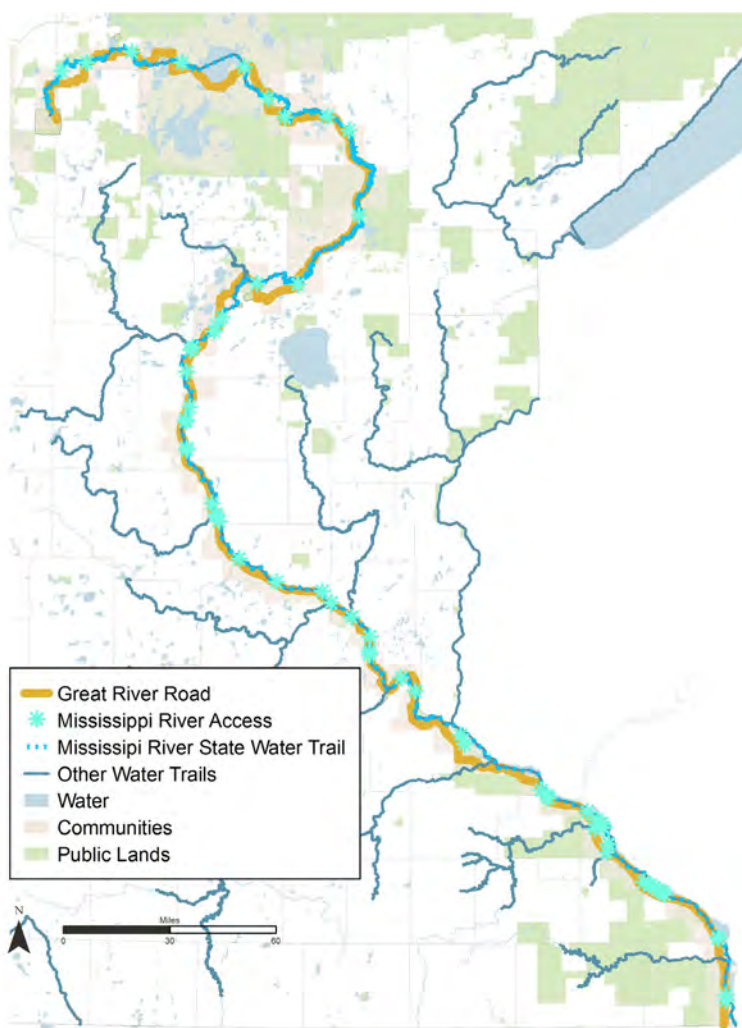 Great River Road
Mississippi River Access
Mississipi River State Water Trail
Other Water Trails
Water
Communities
Public Lands
N
Miles
0 30 60